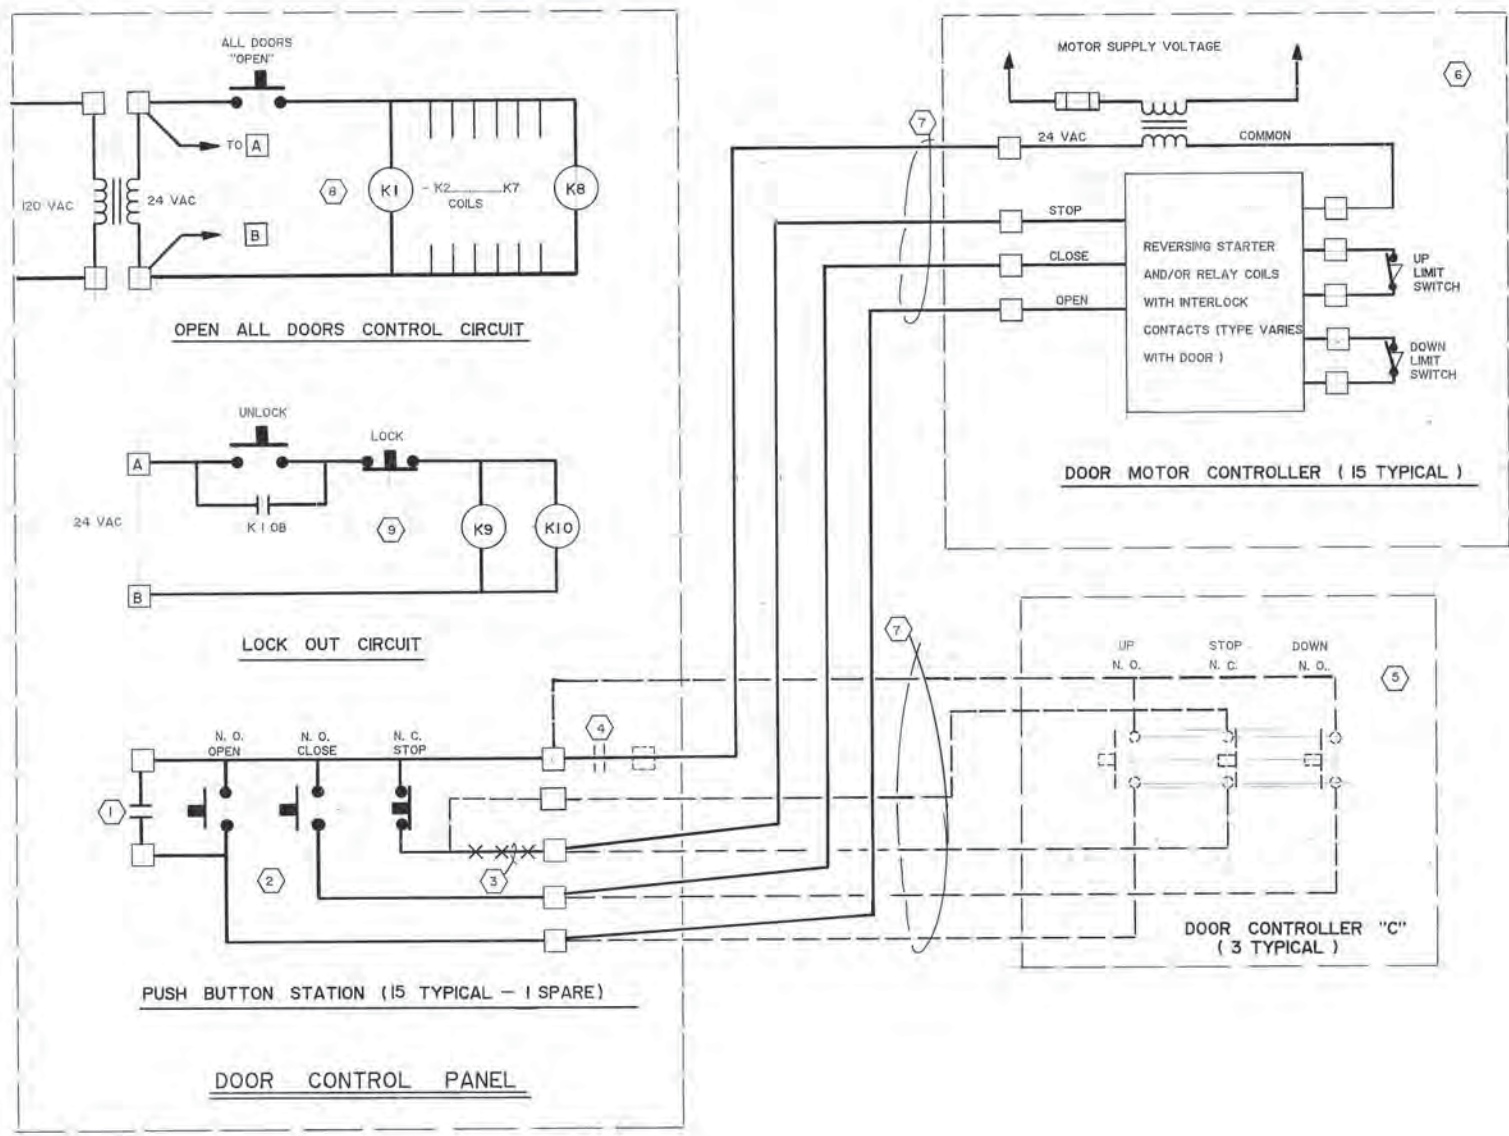 ALL DOORS
"OPEN"
TO A
120 VAC
24 VAC
8
K1
- K2 K7
COILS
K8
B
OPEN ALL DOORS CONTROL CIRCUIT
UNLOCK
LOCK
A
K10B
9
24 VAC
K9
K10
B
LOCK OUT CIRCUIT
N. O.
OPEN
N. O.
CLOSE
N. C.
STOP
4
1
2
3
PUSH BUTTON STATION (15 TYPICAL - 1 SPARE)
DOOR CONTROL PANEL
7
7
MOTOR SUPPLY VOLTAGE
6
24 VAC
COMMON
STOP
CLOSE
OPEN
REVERSING STARTER
AND/OR RELAY COILS
WITH INTERLOCK
CONTACTS (TYPE VARIES
WITH DOOR )
UP
LIMIT
SWITCH
DOWN
LIMIT
SWITCH
DOOR MOTOR CONTROLLER ( 15 TYPICAL )
UP
N. O.
STOP
N. C.
DOWN
N. O.
5
DOOR CONTROLLER "C"
( 3 TYPICAL )